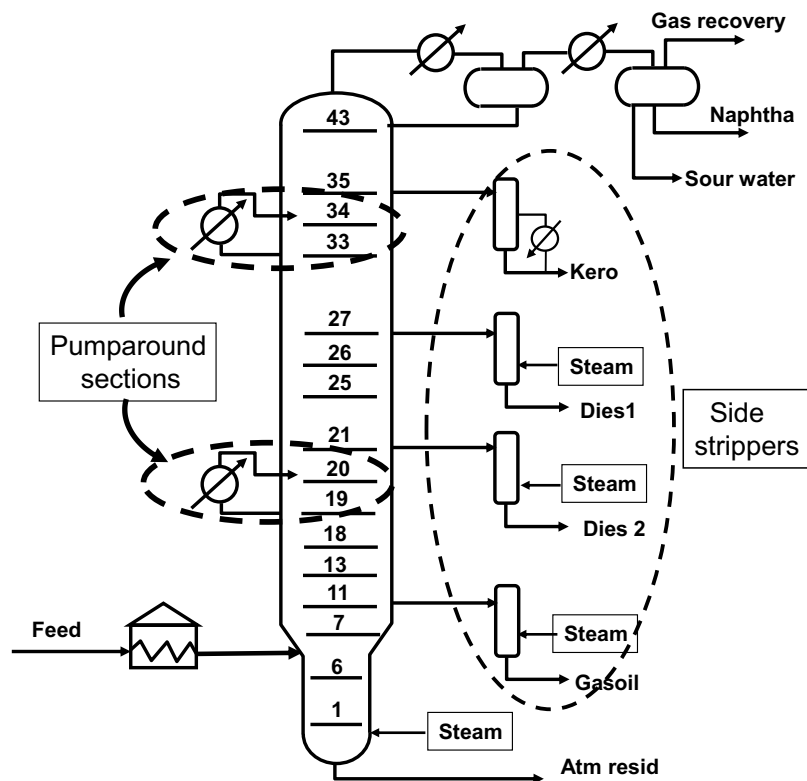 Gas recovery
Naphtha
Sour water
43
35
34
33
Kero
27
26
25
Steam
Dies1
Pumparound
sections
Side
strippers
21
20
19
Steam
Dies 2
18
13
11
7
Steam
Gasoil
Feed
6
1
Steam
Atm resid